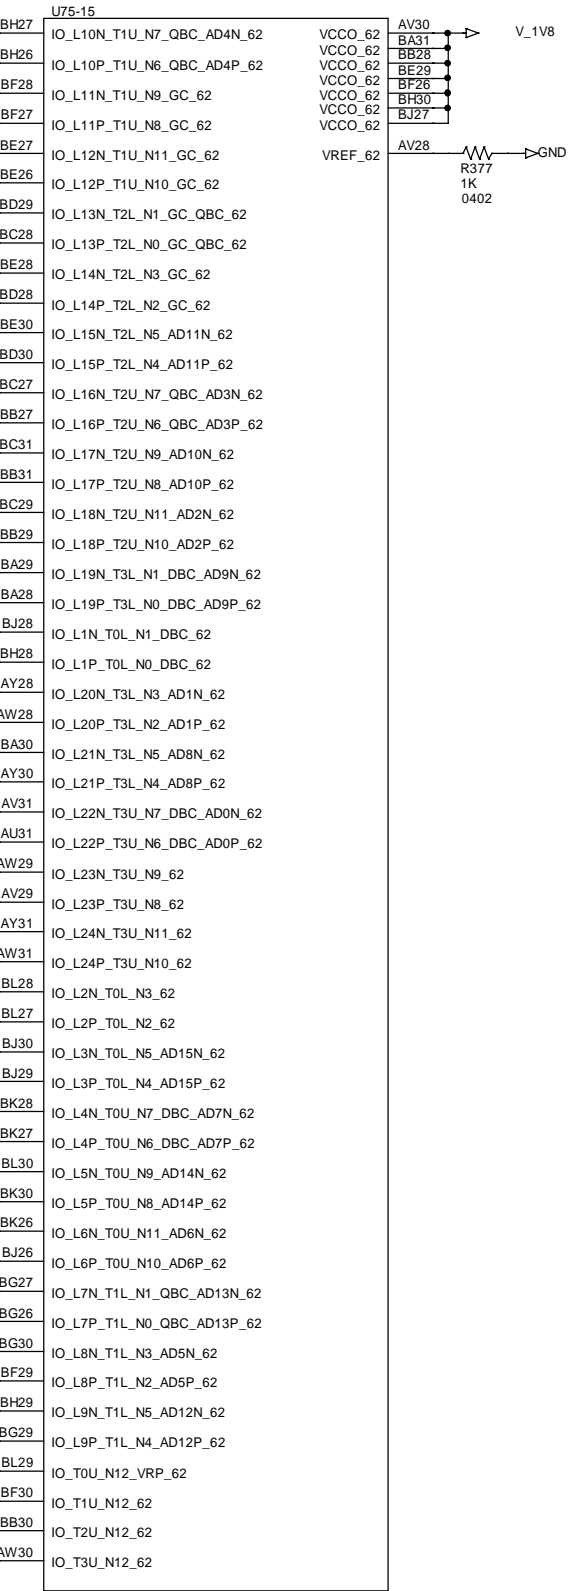 U75-15
BH27 IO_L10N_T1U_N7_QBC_AD4N_62 VCCO_62 AV30 V_1V8
VCCO_62 BA31
BH26 IO_L10P_T1U_N6_QBC_AD4P_62 VCCO_62 BB28
VCCO_62 BE29
BF28 IO_L11N_T1U_N9_GC_62 VCCO_62 BF26
VCCO_62 BH30
BF27 IO_L11P_T1U_N8_GC_62 VCCO_62 BJ27
BE27 IO_L12N_T1U_N11_GC_62 VREF_62 AV28 GND
R377
1K
0402
BE26 IO_L12P_T1U_N10_GC_62
BD29 IO_L13N_T2L_N1_GC_QBC_62
BC28 IO_L13P_T2L_N0_GC_QBC_62
BE28 IO_L14N_T2L_N3_GC_62
BD28 IO_L14P_T2L_N2_GC_62
BE30 IO_L15N_T2L_N5_AD11N_62
BD30 IO_L15P_T2L_N4_AD11P_62
BC27 IO_L16N_T2U_N7_QBC_AD3N_62
BB27 IO_L16P_T2U_N6_QBC_AD3P_62
BC31 IO_L17N_T2U_N9_AD10N_62
BB31 IO_L17P_T2U_N8_AD10P_62
BC29 IO_L18N_T2U_N11_AD2N_62
BB29 IO_L18P_T2U_N10_AD2P_62
BA29 IO_L19N_T3L_N1_DBC_AD9N_62
BA28 IO_L19P_T3L_N0_DBC_AD9P_62
BJ28 IO_L1N_T0L_N1_DBC_62
BH28 IO_L1P_T0L_N0_DBC_62
AY28 IO_L20N_T3L_N3_AD1N_62
AW28 IO_L20P_T3L_N2_AD1P_62
BA30 IO_L21N_T3L_N5_AD8N_62
AY30 IO_L21P_T3L_N4_AD8P_62
AV31 IO_L22N_T3U_N7_DBC_AD0N_62
AU31 IO_L22P_T3U_N6_DBC_AD0P_62
AW29 IO_L23N_T3U_N9_62
AV29 IO_L23P_T3U_N8_62
AY31 IO_L24N_T3U_N11_62
AW31 IO_L24P_T3U_N10_62
BL28 IO_L2N_T0L_N3_62
BL27 IO_L2P_T0L_N2_62
BJ30 IO_L3N_T0L_N5_AD15N_62
BJ29 IO_L3P_T0L_N4_AD15P_62
BK28 IO_L4N_T0U_N7_DBC_AD7N_62
BK27 IO_L4P_T0U_N6_DBC_AD7P_62
BL30 IO_L5N_T0U_N9_AD14N_62
BK30 IO_L5P_T0U_N8_AD14P_62
BK26 IO_L6N_T0U_N11_AD6N_62
BJ26 IO_L6P_T0U_N10_AD6P_62
BG27 IO_L7N_T1L_N1_QBC_AD13N_62
BG26 IO_L7P_T1L_N0_QBC_AD13P_62
BG30 IO_L8N_T1L_N3_AD5N_62
BF29 IO_L8P_T1L_N2_AD5P_62
BH29 IO_L9N_T1L_N5_AD12N_62
BG29 IO_L9P_T1L_N4_AD12P_62
BL29 IO_T0U_N12_VRP_62
BF30 IO_T1U_N12_62
BB30 IO_T2U_N12_62
AW30 IO_T3U_N12_62